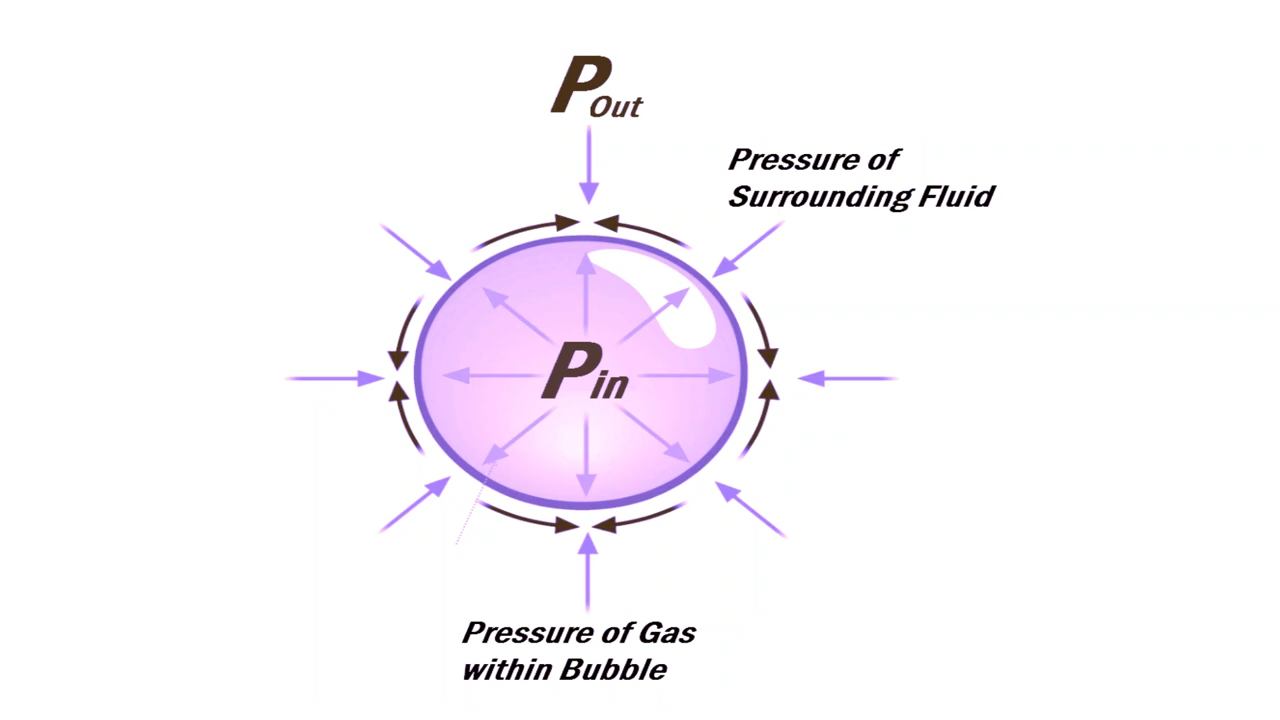 POut
Pressure of
Surrounding Fluid
Pin
Pressure of Gas
within Bubble